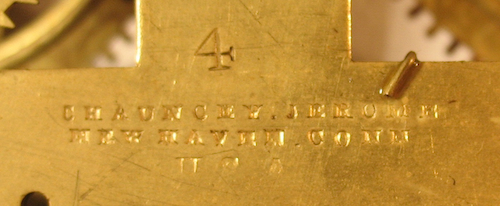 4
CHAUNCEY. JEROME
NEW HAVEN. CONN
U S A